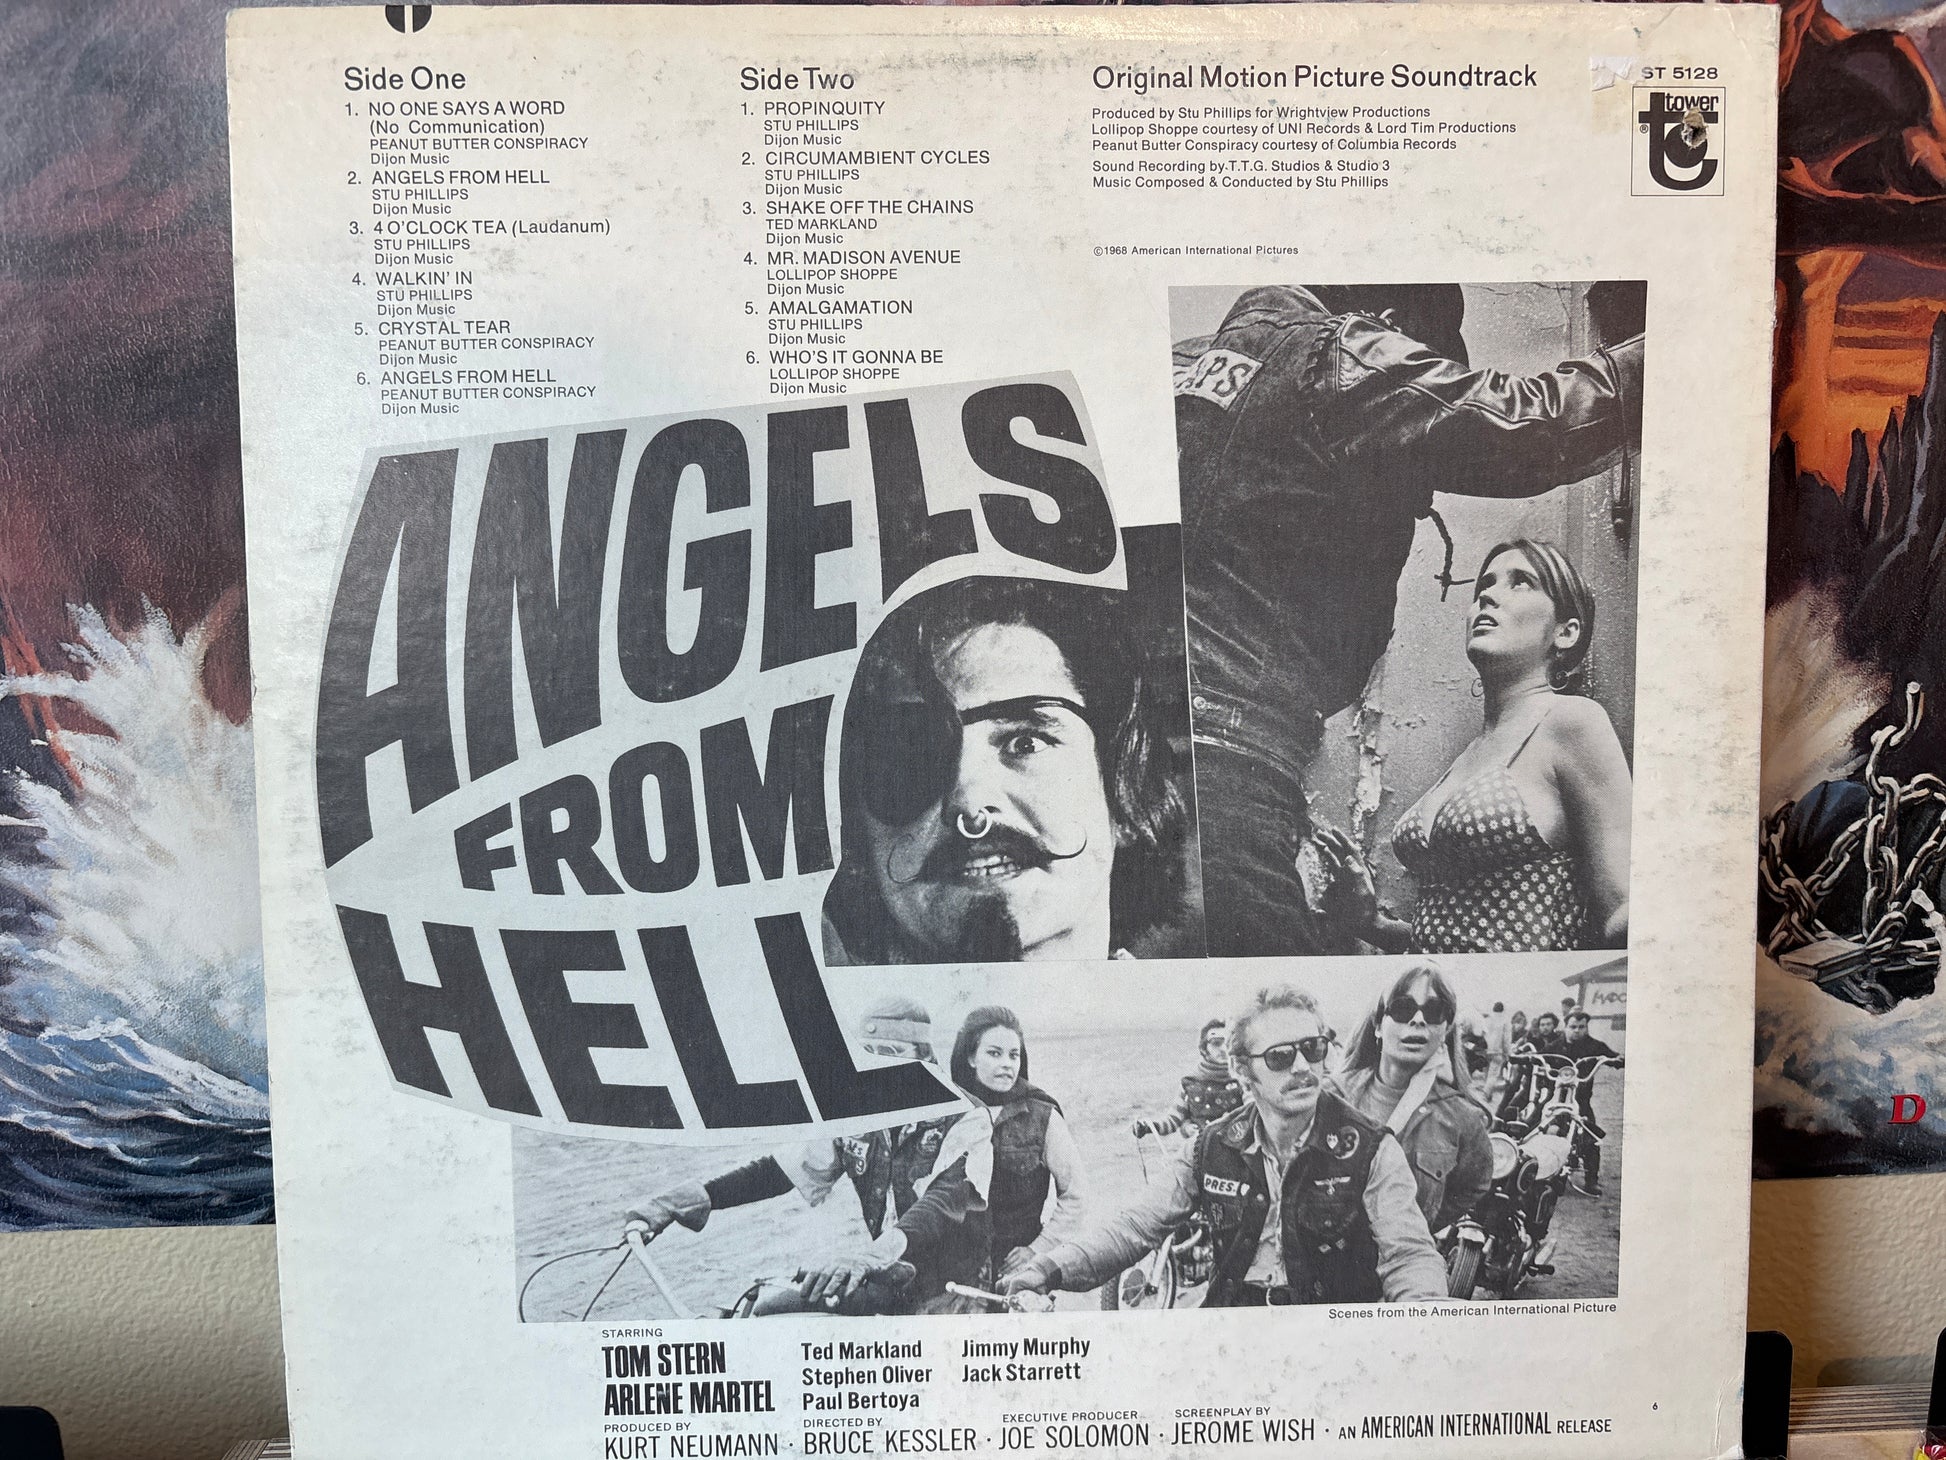 Side One
1. NO ONE SAYS A WORD
(No Communication)
PEANUT BUTTER CONSPIRACY
Dijon Music
2. ANGELS FROM HELL
STU PHILLIPS
Dijon Music
3. 4 O'CLOCK TEA (Laudanum)
STU PHILLIPS
Dijon Music
4. WALKIN' IN
STU PHILLIPS
Dijon Music
5. CRYSTAL TEAR
PEANUT BUTTER CONSPIRACY
Dijon Music
6. ANGELS FROM HELL
PEANUT BUTTER CONSPIRACY
Dijon Music
Side Two
1. PROPINQUITY
STU PHILLIPS
Dijon Music
2. CIRCUMAMBIENT CYCLES
STU PHILLIPS
Dijon Music
3. SHAKE OFF THE CHAINS
TED MARKLAND
Dijon Music
4. MR. MADISON AVENUE
LOLLIPOP SHOPPE
Dijon Music
5. AMALGAMATION
STU PHILLIPS
Dijon Music
6. WHO'S IT GONNA BE
LOLLIPOP SHOPPE
Dijon Music
Original Motion Picture Soundtrack
Produced by Stu Phillips for Wrightview Productions
Lollipop Shoppe courtesy of UNI Records & Lord Tim Productions
Peanut Butter Conspiracy courtesy of Columbia Records
Sound Recording by T.T.G. Studios & Studio 3
Music Composed & Conducted by Stu Phillips
©1968 American International Pictures
ST 5128
tower
®
ANGELS
FROM
HELL
PRES.
Scenes from the American International Picture
STARRING
TOM STERN
ARLENE MARTEL
Ted Markland
Stephen Oliver
Paul Bertoya
Jimmy Murphy
Jack Starrett
PRODUCED BY KURT NEUMANN · DIRECTED BY BRUCE KESSLER · EXECUTIVE PRODUCER JOE SOLOMON · SCREENPLAY BY JEROME WISH · AN AMERICAN INTERNATIONAL RELEASE
6
D